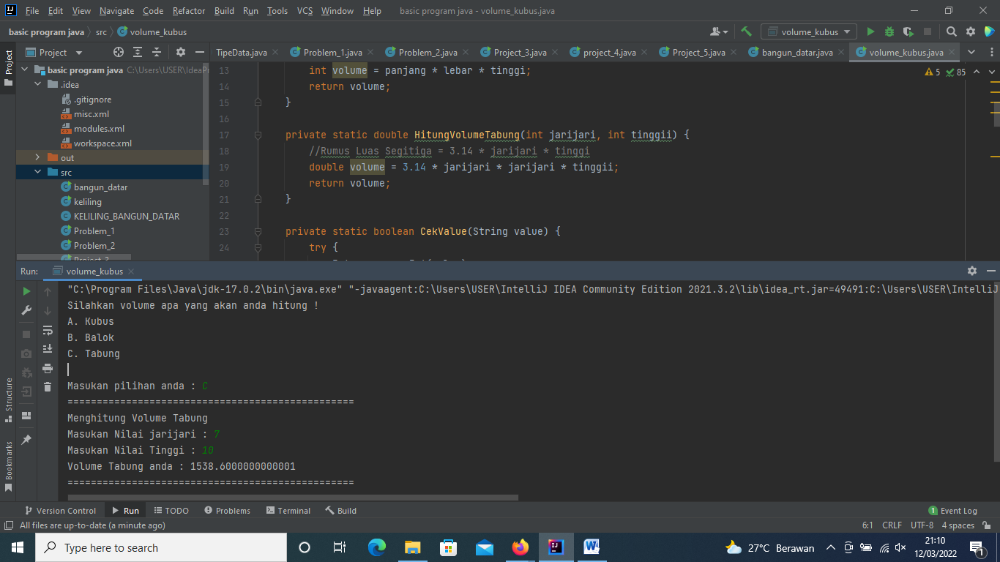 File Edit View Navigate Code Refactor Build Run Tools VCS Window Help basic program java - volume_kubus.java
basic program java src volume_kubus volume_kubus
Project TipeData.java Problem_1.java Problem_2.java Project_3.java project_4.java Project_5.java bangun_datar.java volume_kubus.java
Project
basic program java C:\Users\USER\IdeaPr
.idea
.gitignore
misc.xml
modules.xml
workspace.xml
out
src
bangun_datar
keliling
KELILING_BANGUN_DATAR
Problem_1
Problem_2
Project_3
5 85
13 int volume = panjang * lebar * tinggi;
14 return volume;
15 }
16
17 private static double HitungVolumeTabung(int jarijari, int tinggii) {
18 //Rumus Luas Segitiga = 3.14 * jarijari * tinggi
19 double volume = 3.14 * jarijari * jarijari * tinggii;
20 return volume;
21 }
22
23 private static boolean CekValue(String value) {
24 try {
Run: volume_kubus
"C:\Program Files\Java\jdk-17.0.2\bin\java.exe" "-javaagent:C:\Users\USER\IntelliJ IDEA Community Edition 2021.3.2\lib\idea_rt.jar=49491:C:\Users\USER\IntelliJ
Silahkan volume apa yang akan anda hitung !
A. Kubus
B. Balok
C. Tabung
Masukan pilihan anda : C
=================================================
Menghitung Volume Tabung
Masukan Nilai jarijari : 7
Masukan Nilai Tinggi : 10
Volume Tabung anda : 1538.6000000000001
=================================================
Structure
Bookmarks
Version Control Run TODO Problems Terminal Build 1 Event Log
All files are up-to-date (a minute ago) 6:1 CRLF UTF-8 4 spaces
Type here to search 27°C Berawan 21:10
12/03/2022 1